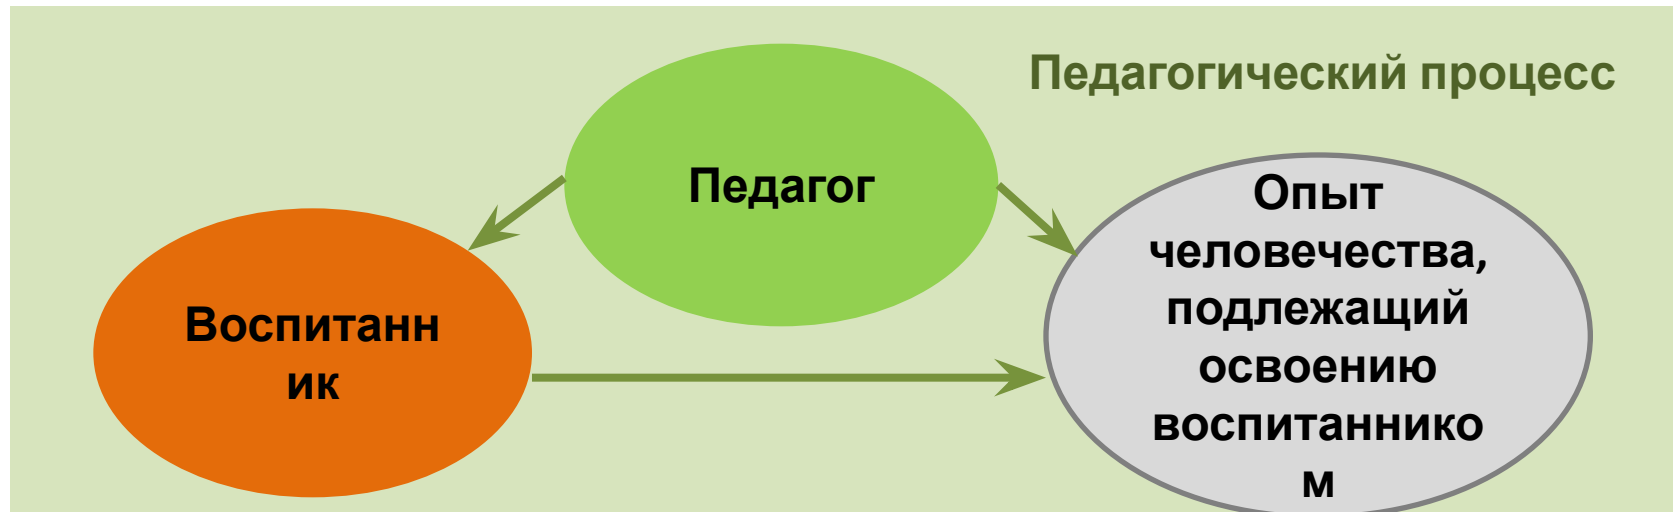 Педагогический процесс
Педагог
Воспитанн
ик
Опыт
человечества,
подлежащий
освоению
воспитаннико
м